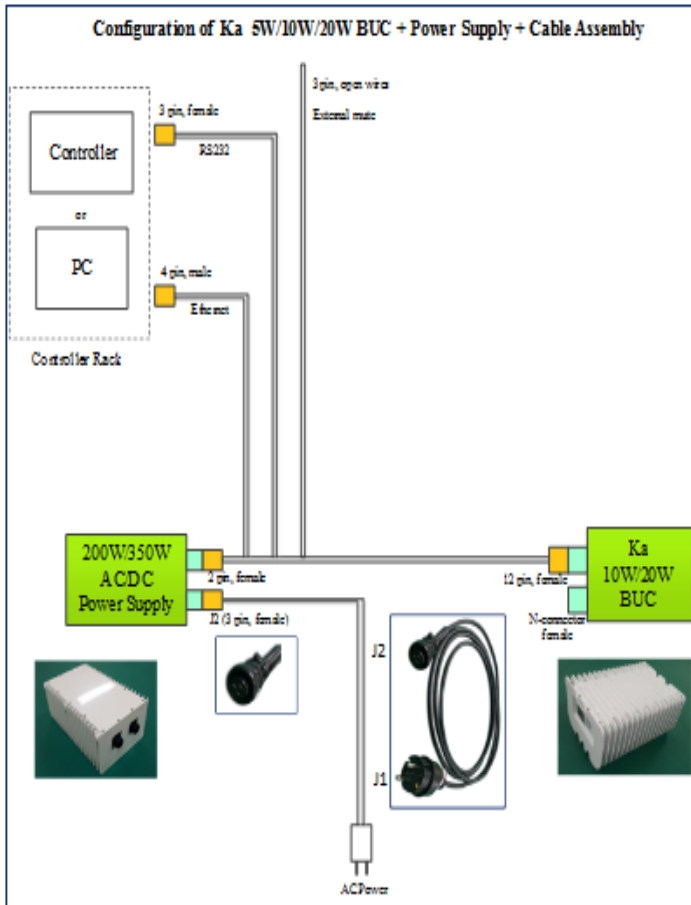 Configuration of Ka 5W/10W/20W BUC + Power Supply + Cable Assembly
3 pin, open wires
External mute
3 pin, female
RS232
Controller
or
PC
4 pin, male
Ethernet
Controller Rack
200W/350W
ACDC
Power Supply
2 pin, female
J2 (3 pin, female)
12 pin, female
Ka
10W/20W
BUC
N-connector
female
J2
J1
ACPower